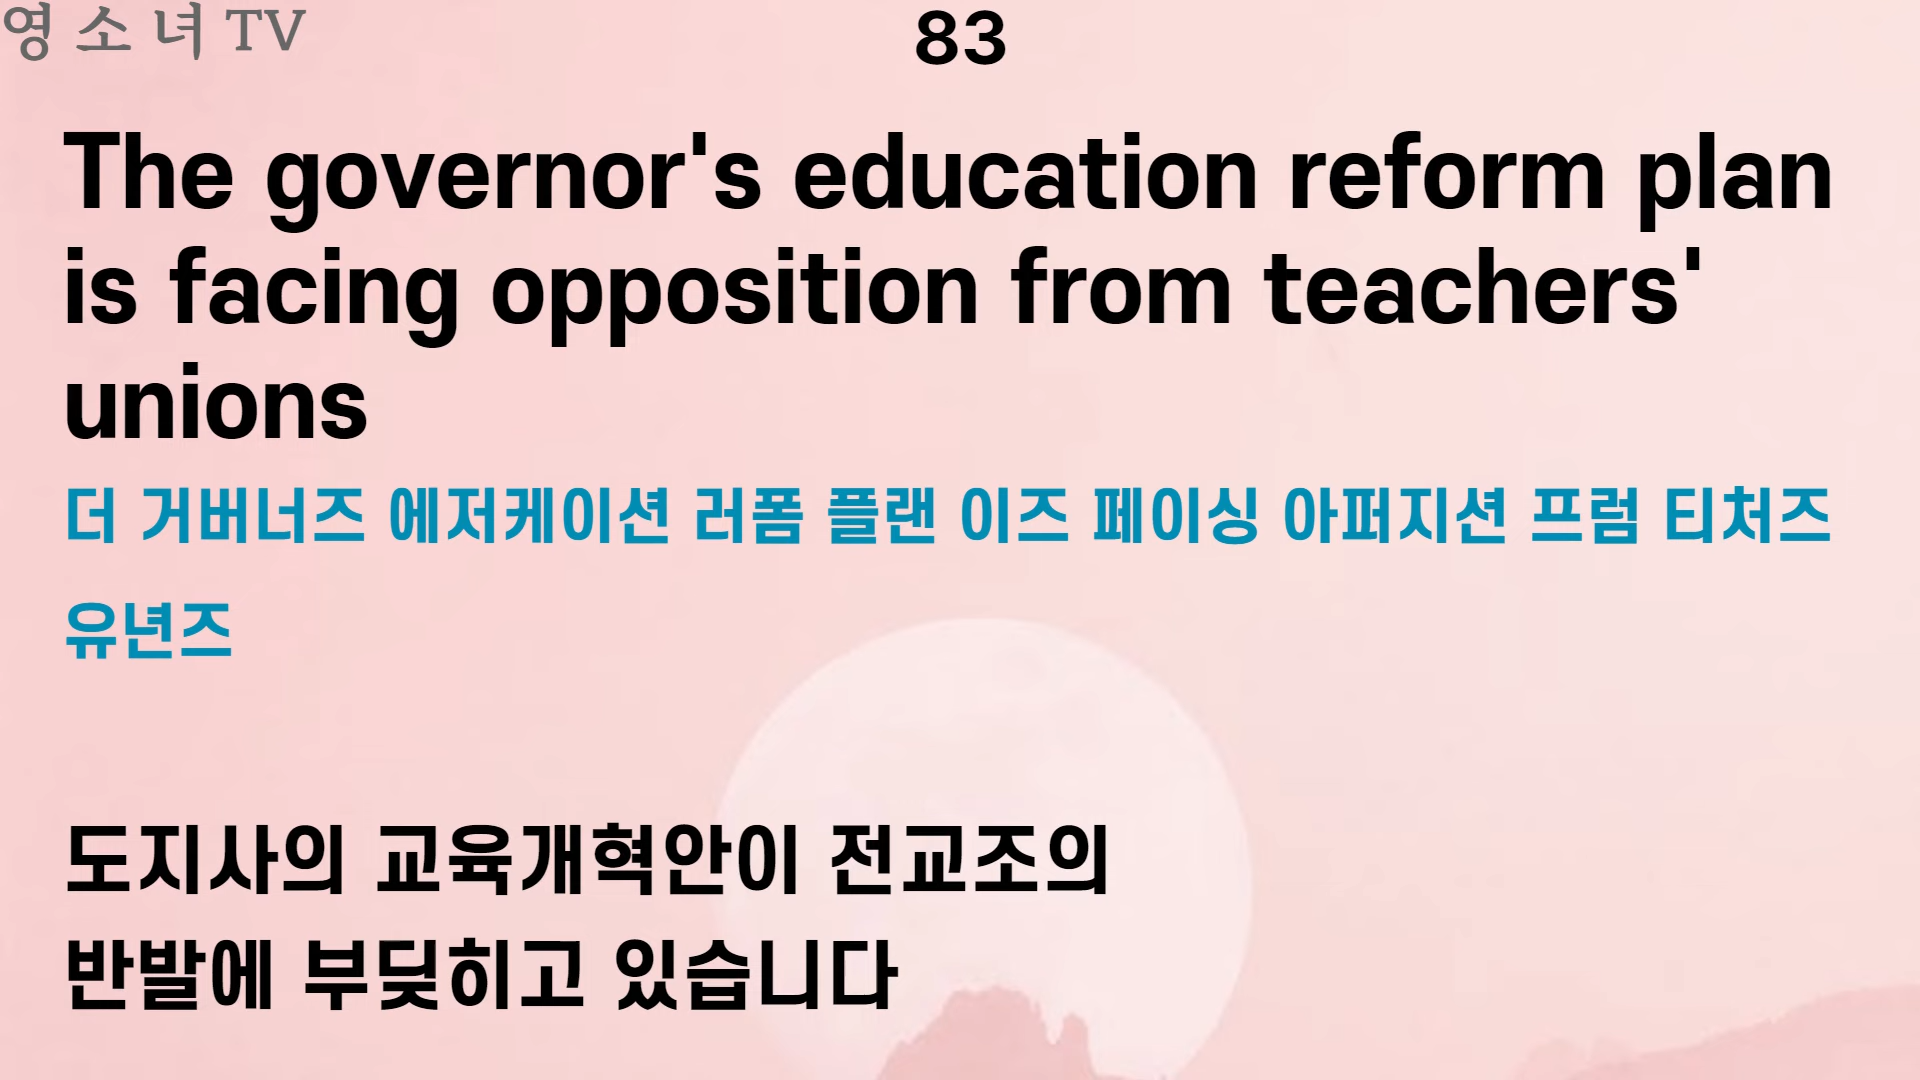 영소녀TV
83
The governor's education reform plan
is facing opposition from teachers'
unions
더 거버너즈 에저케이션 러폼 플랜 이즈 페이싱 아퍼지션 프럼 티처즈
유년즈
도지사의 교육개혁안이 전교조의
반발에 부딪히고 있습니다